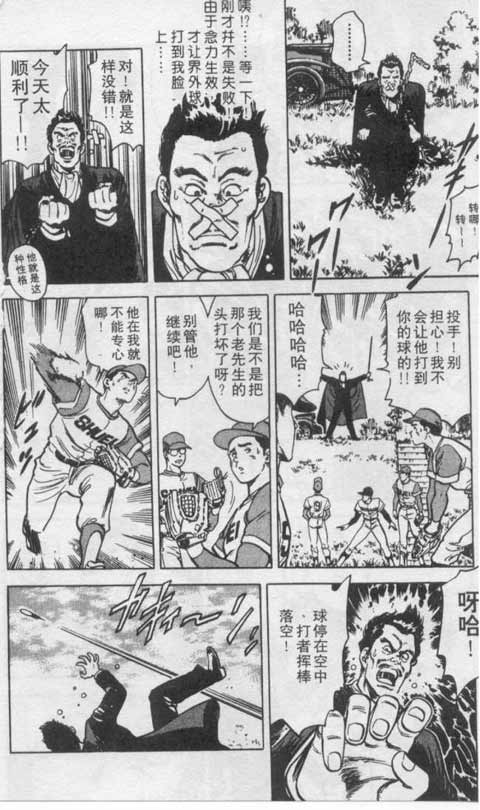 …………
转哪！
转～～
咦!?……等一下
刚才幷不是失败
由于念力生效
才让界外球
打到我脸
上……
对！就是这
样没错!!
今天太
顺利了—!!
他就是这
种性格
投手！别
担心！我不
会让他打到
你的球的!!
哈哈哈哈…
我们是不是把
那个老先生的
头打坏了呀？
别管他，
继续吧！
他在我就
不能专心
哪！
SHUEI
呀哈！
球停在空中
，打者挥棒
落空！